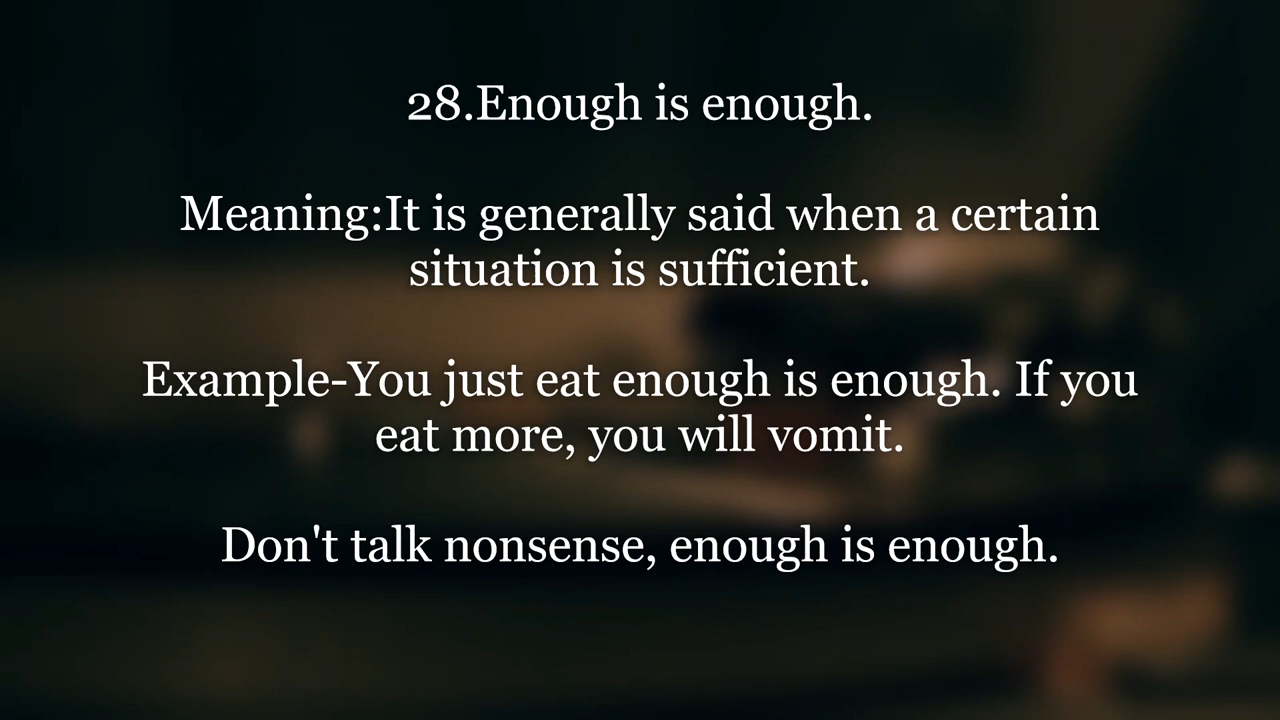 28.Enough is enough.
Meaning:It is generally said when a certain
situation is sufficient.
Example-You just eat enough is enough. If you
eat more, you will vomit.
Don't talk nonsense, enough is enough.